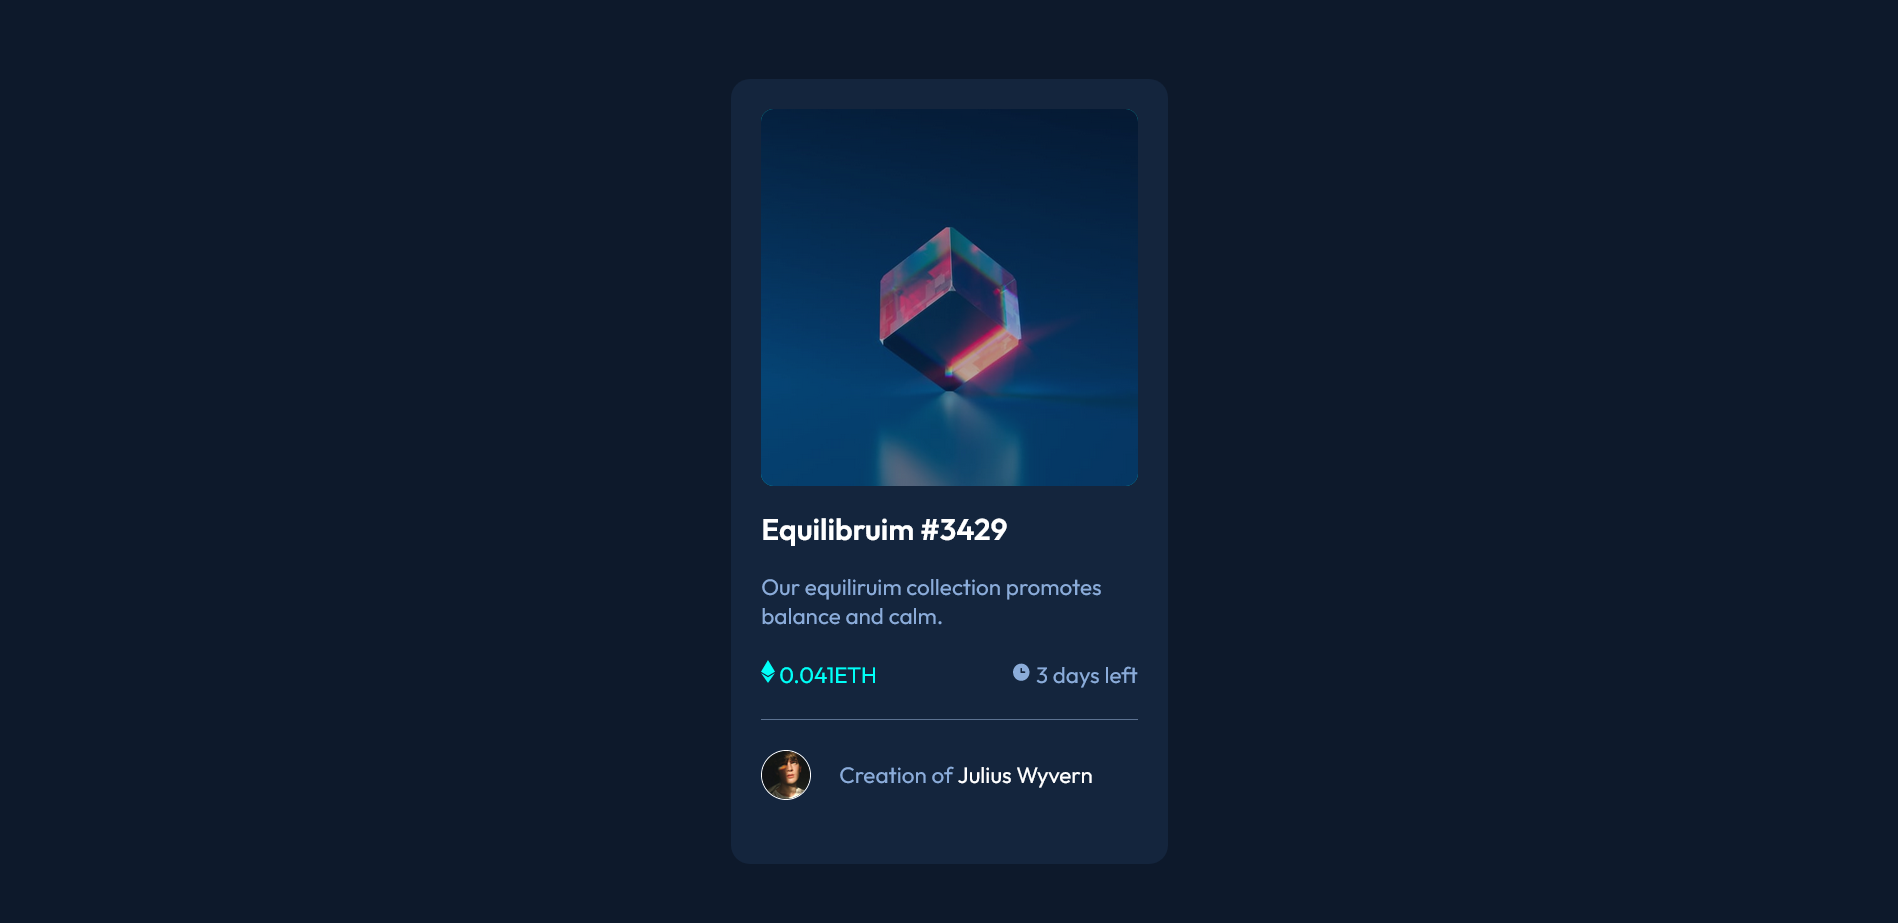 Equilibruim #3429
Our equiliruim collection promotes
balance and calm.
0.041ETH 3 days left
Creation of Julius Wyvern